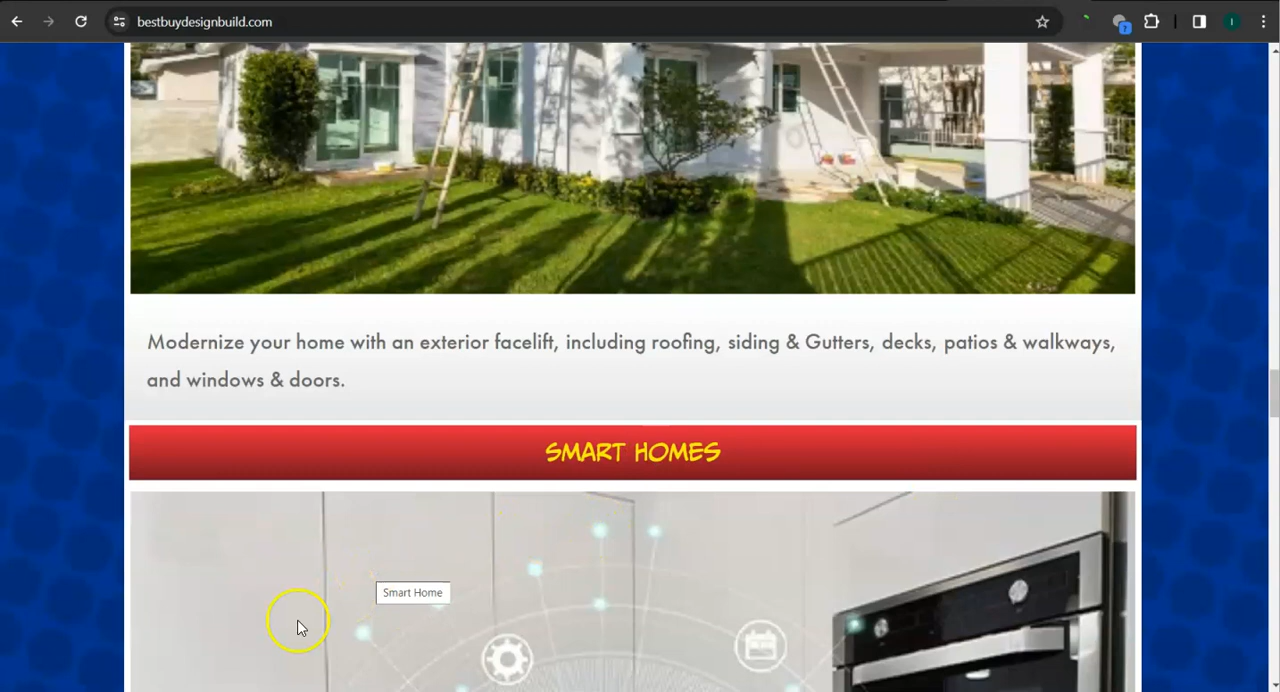 bestbuydesignbuild.com
Modernize your home with an exterior facelift, including roofing, siding & Gutters, decks, patios & walkways,
and windows & doors.
SMART HOMES
Smart Home